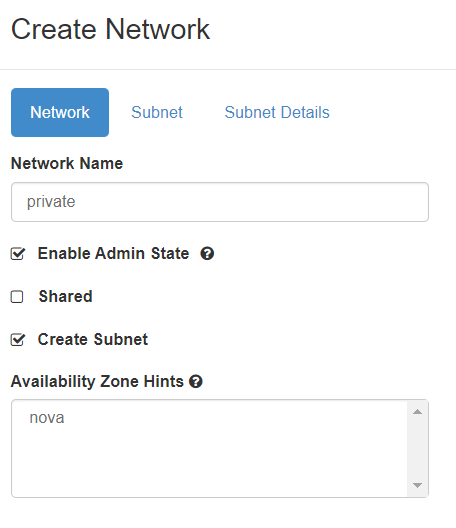 Create Network
Network Subnet Subnet Details
Network Name
private
Enable Admin State
Shared
Create Subnet
Availability Zone Hints
nova